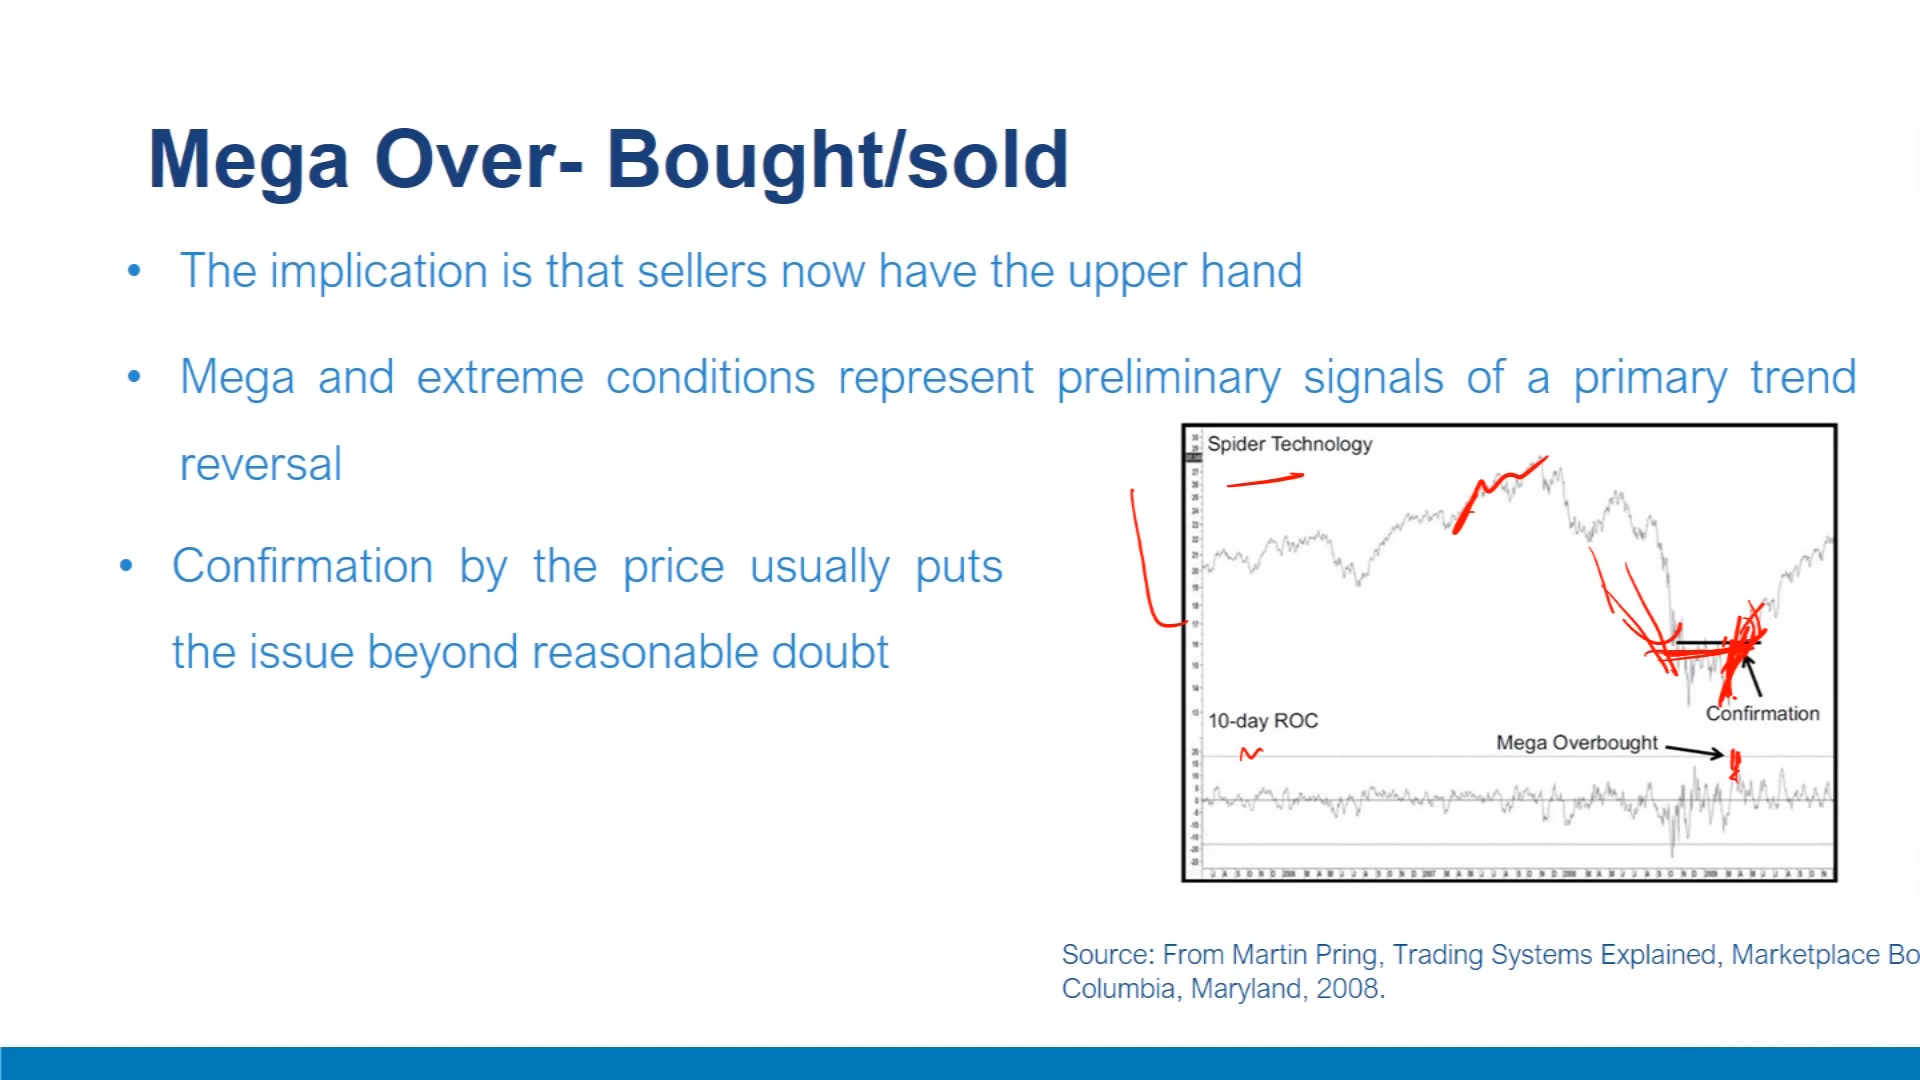 Mega Over- Bought/sold
• The implication is that sellers now have the upper hand
• Mega and extreme conditions represent preliminary signals of a primary trend
reversal
• Confirmation by the price usually puts
the issue beyond reasonable doubt
Spider Technology
Confirmation
10-day ROC
Mega Overbought
Source: From Martin Pring, Trading Systems Explained, Marketplace Bo
Columbia, Maryland, 2008.